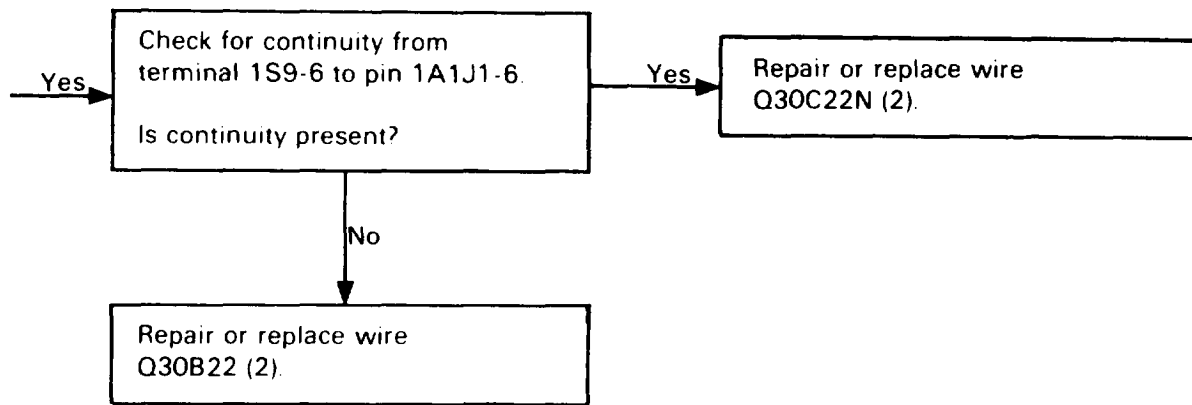 Yes
Check for continuity from
terminal 1S9-6 to pin 1A1J1-6.
Is continuity present?
Yes
Repair or replace wire
Q30C22N (2).
No
Repair or replace wire
Q30B22 (2).